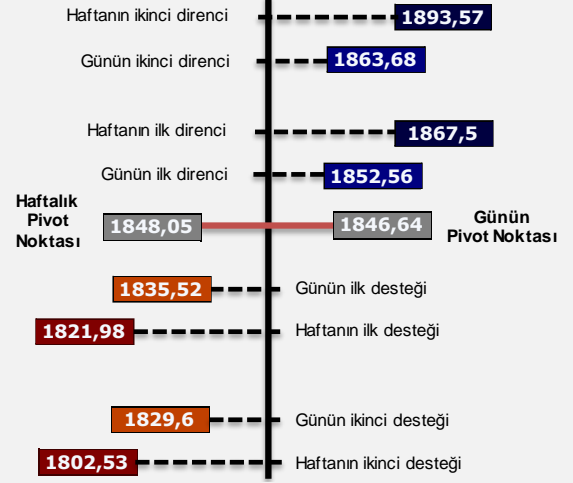 Haftanın ikinci direnci 1893,57
Günün ikinci direnci 1863,68
Haftanın ilk direnci 1867,5
Günün ilk direnci 1852,56
Haftalık
Pivot
Noktası
1848,05 1846,64
Günün
Pivot Noktası
1835,52 Günün ilk desteği
1821,98 Haftanın ilk desteği
1829,6 Günün ikinci desteği
1802,53 Haftanın ikinci desteği